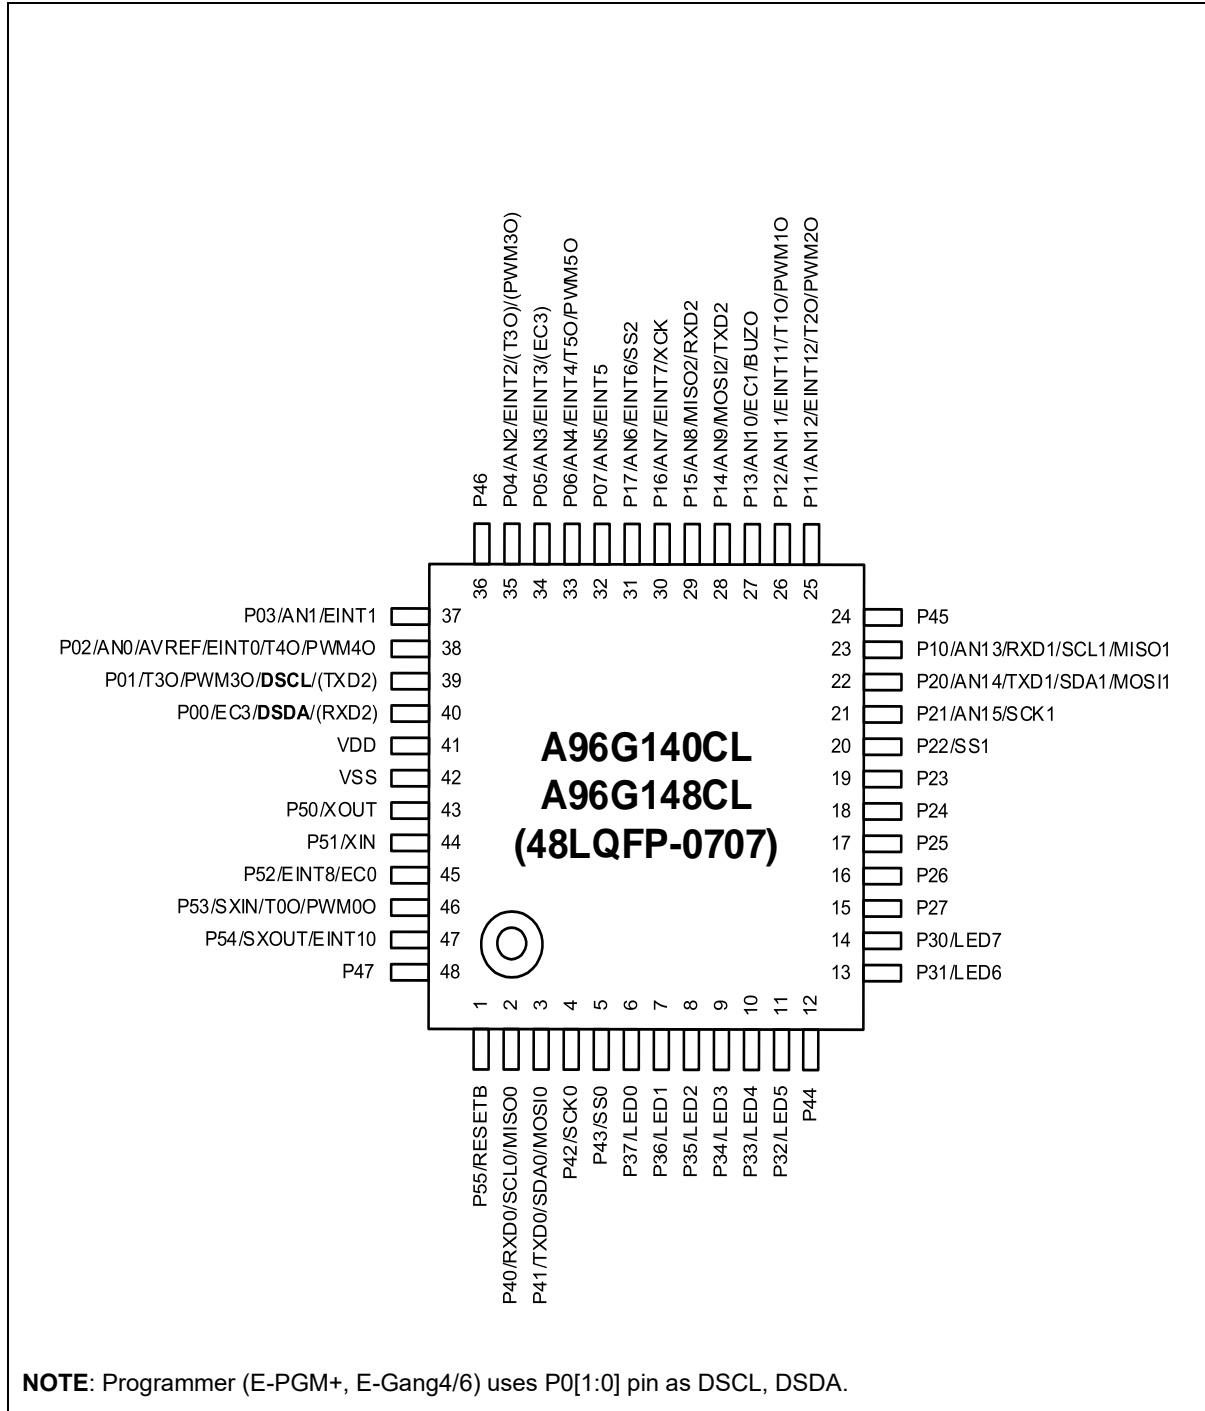 P46
P04/AN2/EINT2/(T3O)/(PWM3O)
P05/AN3/EINT3/(EC3)
P06/AN4/EINT4/T5O/PWM5O
P07/AN5/EINT5
P17/AN6/EINT6/SS2
P16/AN7/EINT7/XCK
P15/AN8/MISO2/RXD2
P14/AN9/MOSI2/TXD2
P13/AN10/EC1/BUZO
P12/AN11/EINT11/T1O/PWM1O
P11/AN12/EINT12/T2O/PWM2O
36
35
34
33
32
31
30
29
28
27
26
25
P03/AN1/EINT1 37
P02/AN0/AVREF/EINT0/T4O/PWM4O 38
P01/T3O/PWM3O/DSCL/(TXD2) 39
P00/EC3/DSDA/(RXD2) 40
VDD 41
VSS 42
P50/XOUT 43
P51/XIN 44
P52/EINT8/EC0 45
P53/SXIN/T0O/PWM0O 46
P54/SXOUT/EINT10 47
P47 48
A96G140CL
A96G148CL
(48LQFP-0707)
24 P45
23 P10/AN13/RXD1/SCL1/MISO1
22 P20/AN14/TXD1/SDA1/MOSI1
21 P21/AN15/SCK1
20 P22/SS1
19 P23
18 P24
17 P25
16 P26
15 P27
14 P30/LED7
13 P31/LED6
1
2
3
4
5
6
7
8
9
10
11
12
P55/RESETB
P40/RXD0/SCL0/MISO0
P41/TXD0/SDA0/MOSI0
P42/SCK0
P43/SS0
P37/LED0
P36/LED1
P35/LED2
P34/LED3
P33/LED4
P32/LED5
P44
NOTE: Programmer (E-PGM+, E-Gang4/6) uses P0[1:0] pin as DSCL, DSDA.